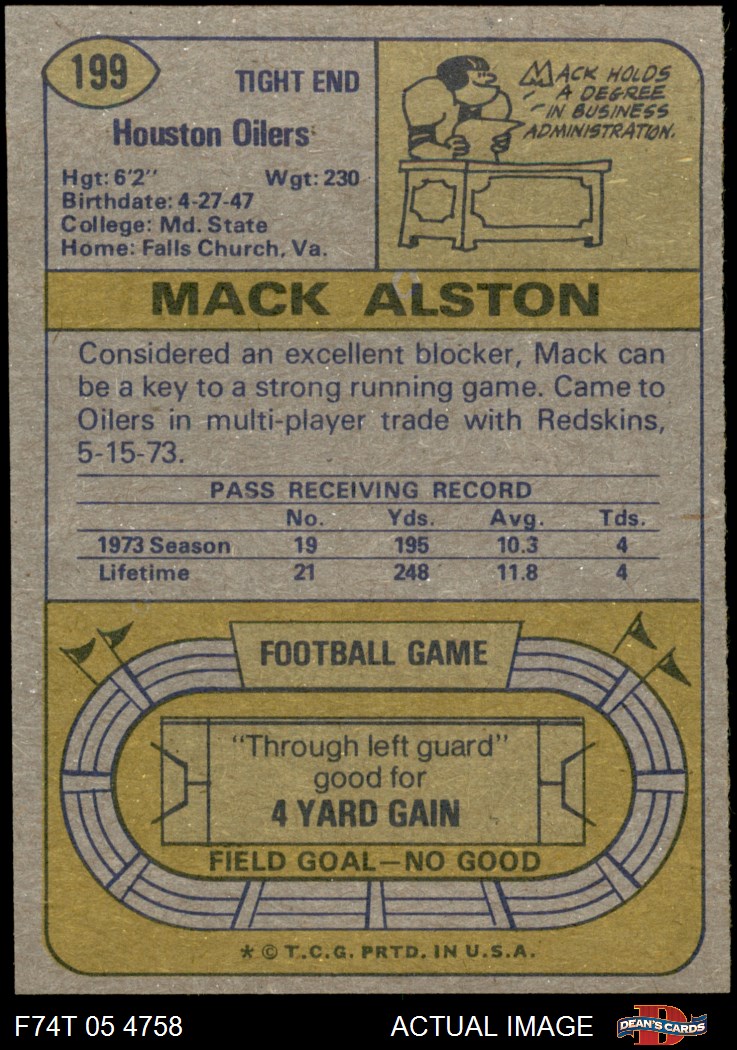 199
TIGHT END
Houston Oilers
Hgt: 6'2" Wgt: 230
Birthdate: 4-27-47
College: Md. State
Home: Falls Church, Va.
MACK HOLDS
A DEGREE
IN BUSINESS
ADMINISTRATION.
MACK ALSTON
Considered an excellent blocker, Mack can
be a key to a strong running game. Came to
Oilers in multi-player trade with Redskins,
5-15-73.
PASS RECEIVING RECORD
No. Yds. Avg. Tds.
1973 Season 19 195 10.3 4
Lifetime 21 248 11.8 4
FOOTBALL GAME
"Through left guard"
good for
4 YARD GAIN
FIELD GOAL—NO GOOD
* © T.C.G. PRTD. IN U.S.A.
F74T 05 4758 ACTUAL IMAGE D DEAN'S CARDS